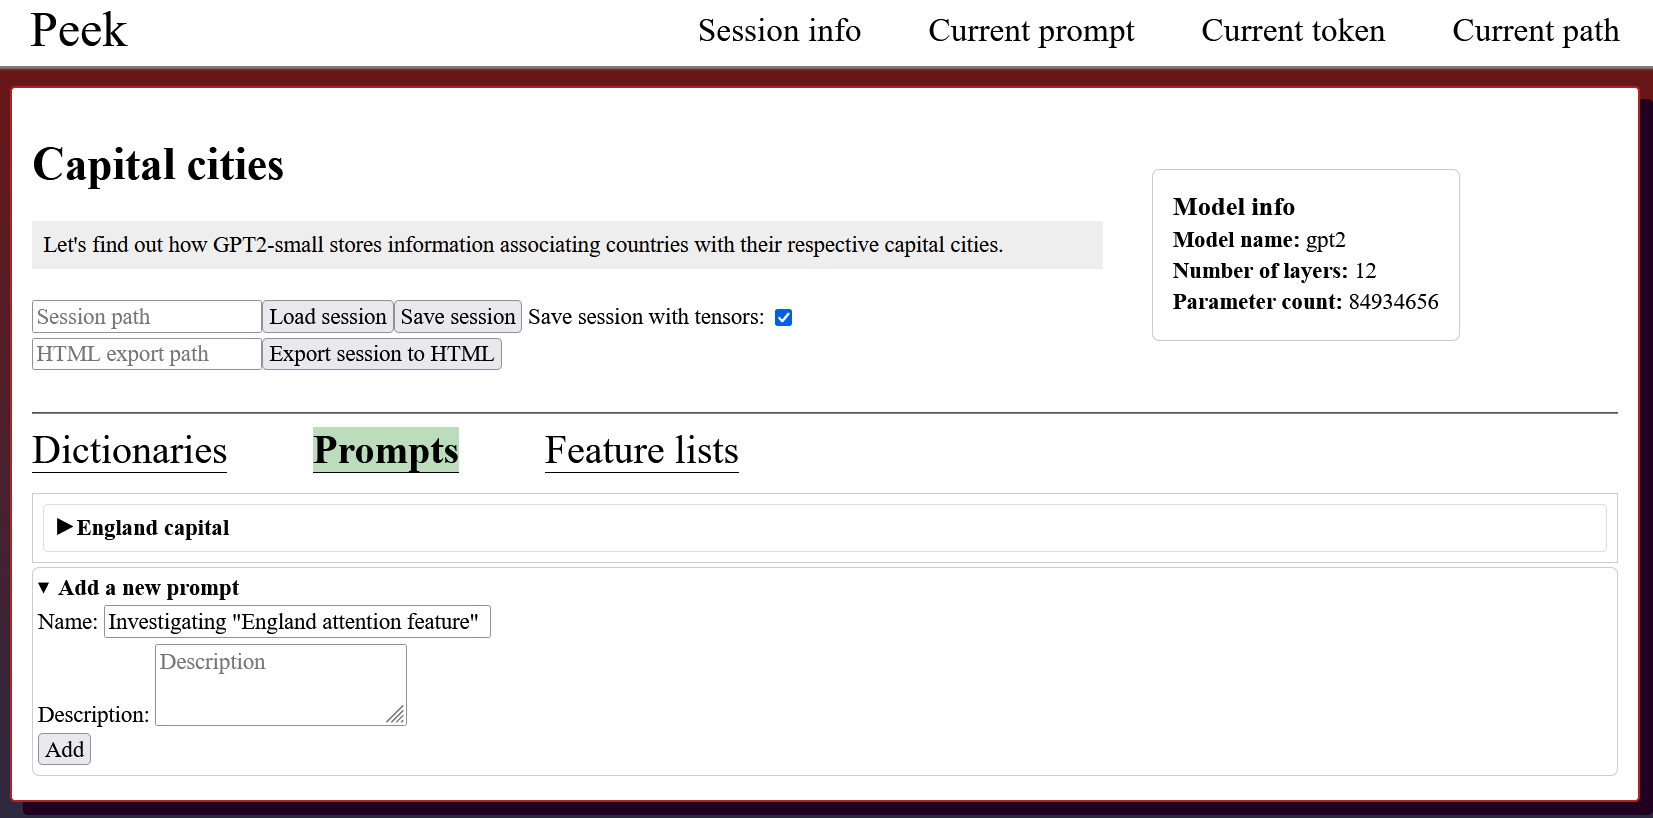 Peek
Session info Current prompt Current token Current path
Capital cities
Let's find out how GPT2-small stores information associating countries with their respective capital cities.
Model info
Model name: gpt2
Number of layers: 12
Parameter count: 84934656
Session path Load session Save session Save session with tensors:
HTML export path Export session to HTML
Dictionaries Prompts Feature lists
England capital
Add a new prompt
Name: Investigating "England attention feature"
Description: Description
Add